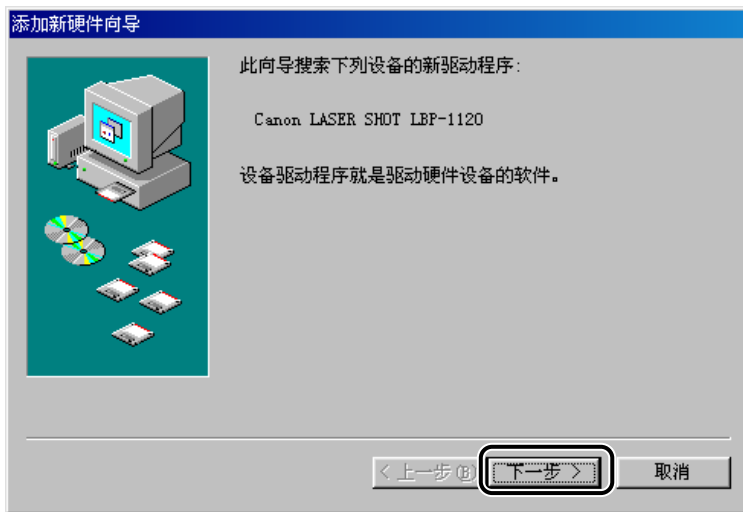 添加新硬件向导
此向导搜索下列设备的新驱动程序:
Canon LASER SHOT LBP-1120
设备驱动程序就是驱动硬件设备的软件。
< 上一步(B) 下一步 > 取消